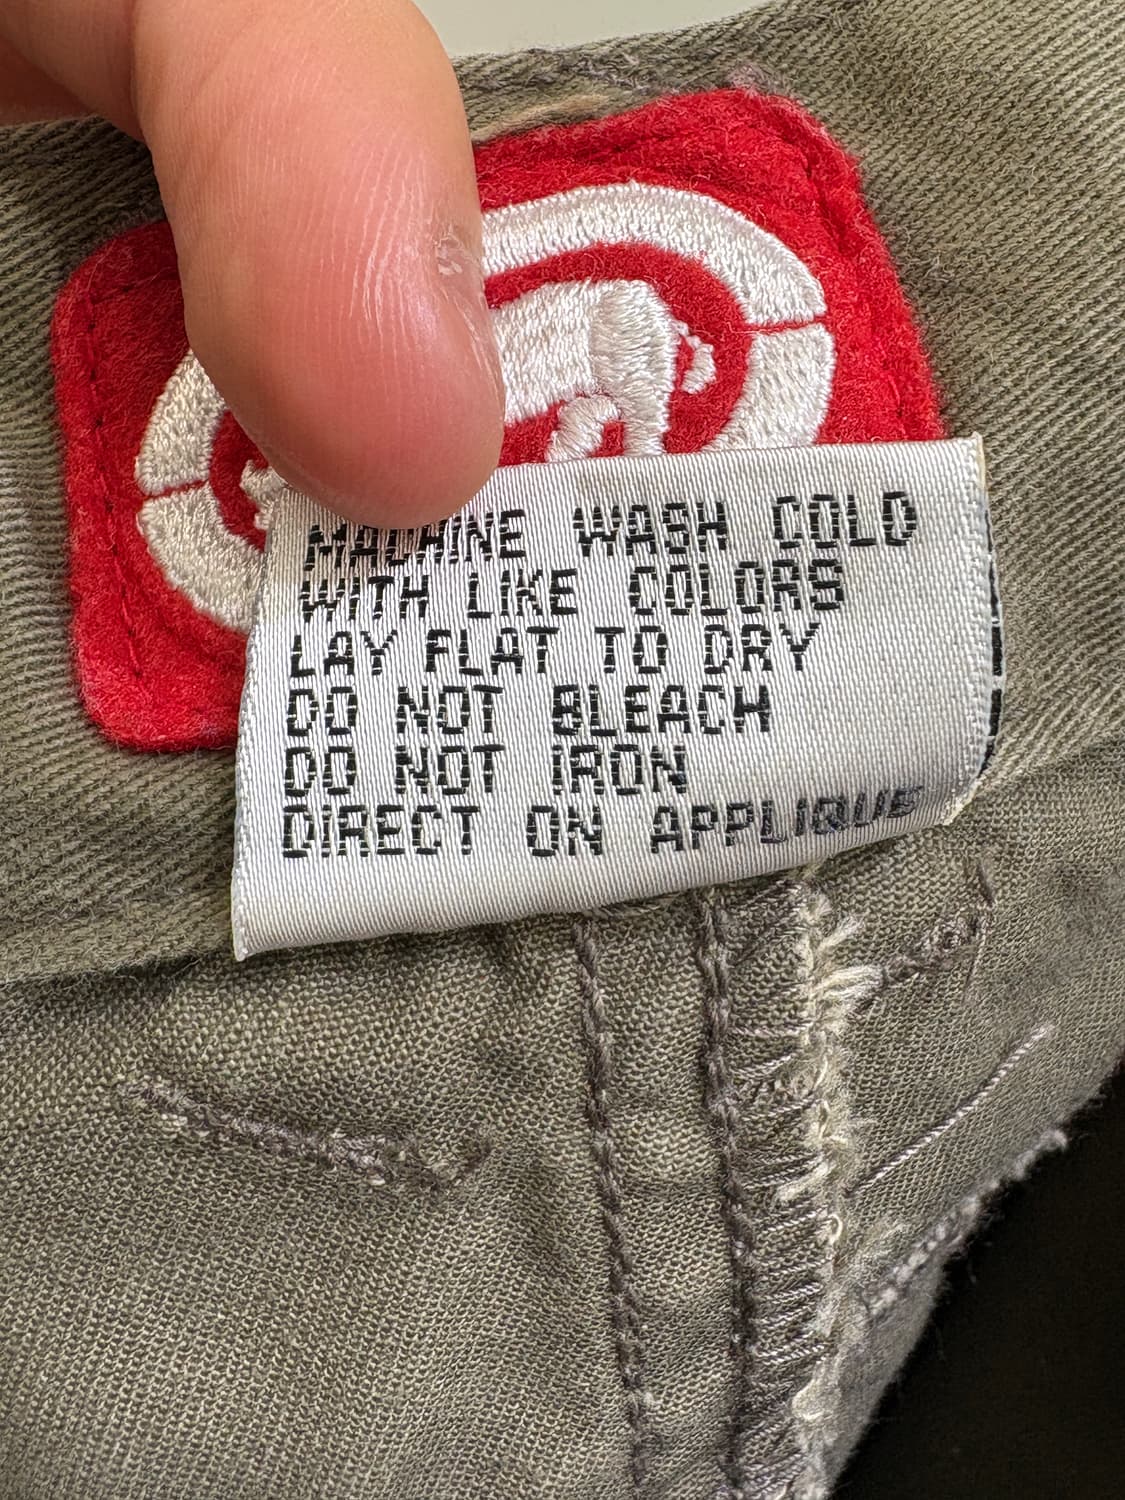 MACHINE WASH COLD
WITH LIKE COLORS
LAY FLAT TO DRY
DO NOT BLEACH
DO NOT IRON
DIRECT ON APPLIQUE